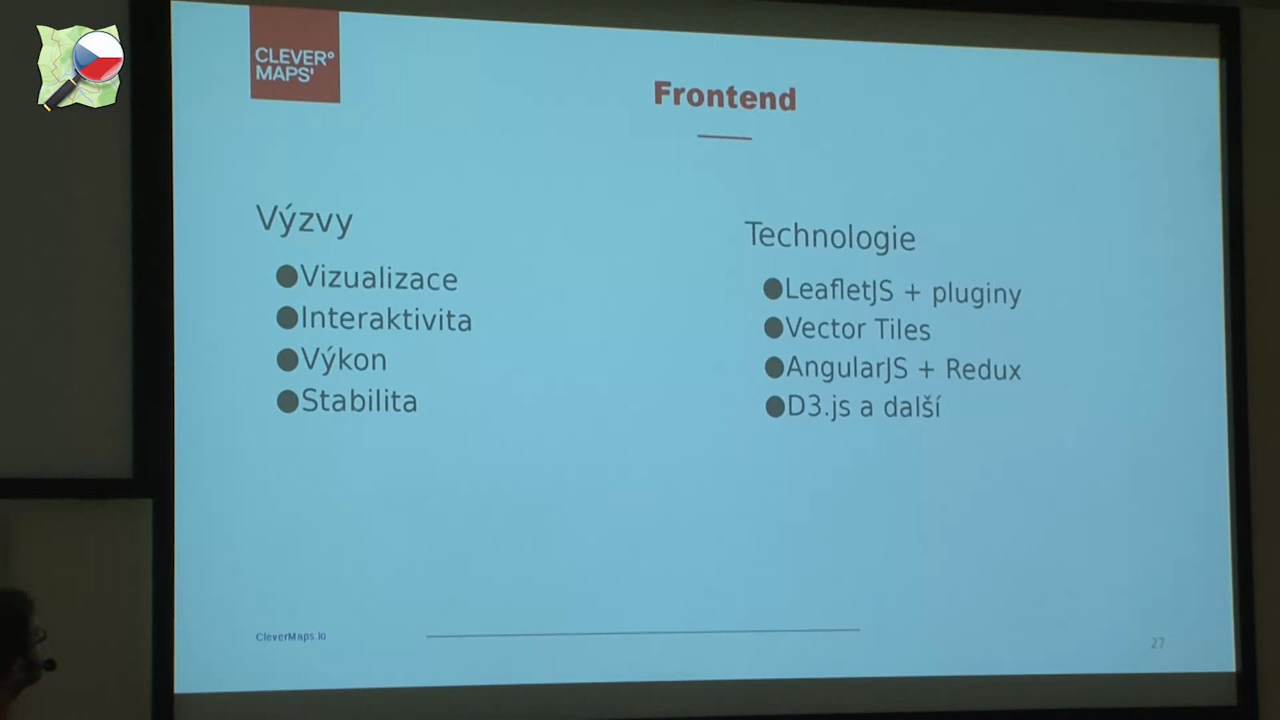 CLEVER°
MAPS'
Frontend
Výzvy
●Vizualizace
●Interaktivita
●Výkon
●Stabilita
Technologie
●LeafletJS + pluginy
●Vector Tiles
●AngularJS + Redux
●D3.js a další
CleverMaps.io
27